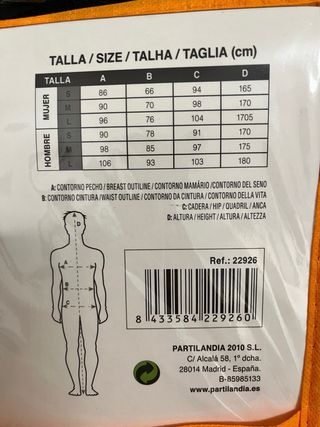 TALLA / SIZE / TALHA / TAGLIA (cm)
TALLA A B C D
MUJER
S 86 66 94 165
M 90 70 98 170
L 96 76 104 1705
HOMBRE
S 90 78 91 170
M 98 85 97 175
L 106 93 103 180
A: CONTORNO PECHO / BREAST OUTILINE / CONTORNO MAMÁRIO /CONTORNO DEL SENO
B: CONTORNO CINTURA /WAIST OUTLINE / CONTORNO DA CINTURA / CONTORNO DELLA VITA
C: CADERA / HIP / QUADRIL / ANCA
D: ALTURA / HEIGHT / ALTURA / ALTEZZA
D
A
B
C
Ref.: 22926
8 433584 229260
PARTILANDIA 2010 S.L.
C/ Alcalá 58, 1º dcha.
28014 Madrid - España.
B-85985133
www.partilandia.es